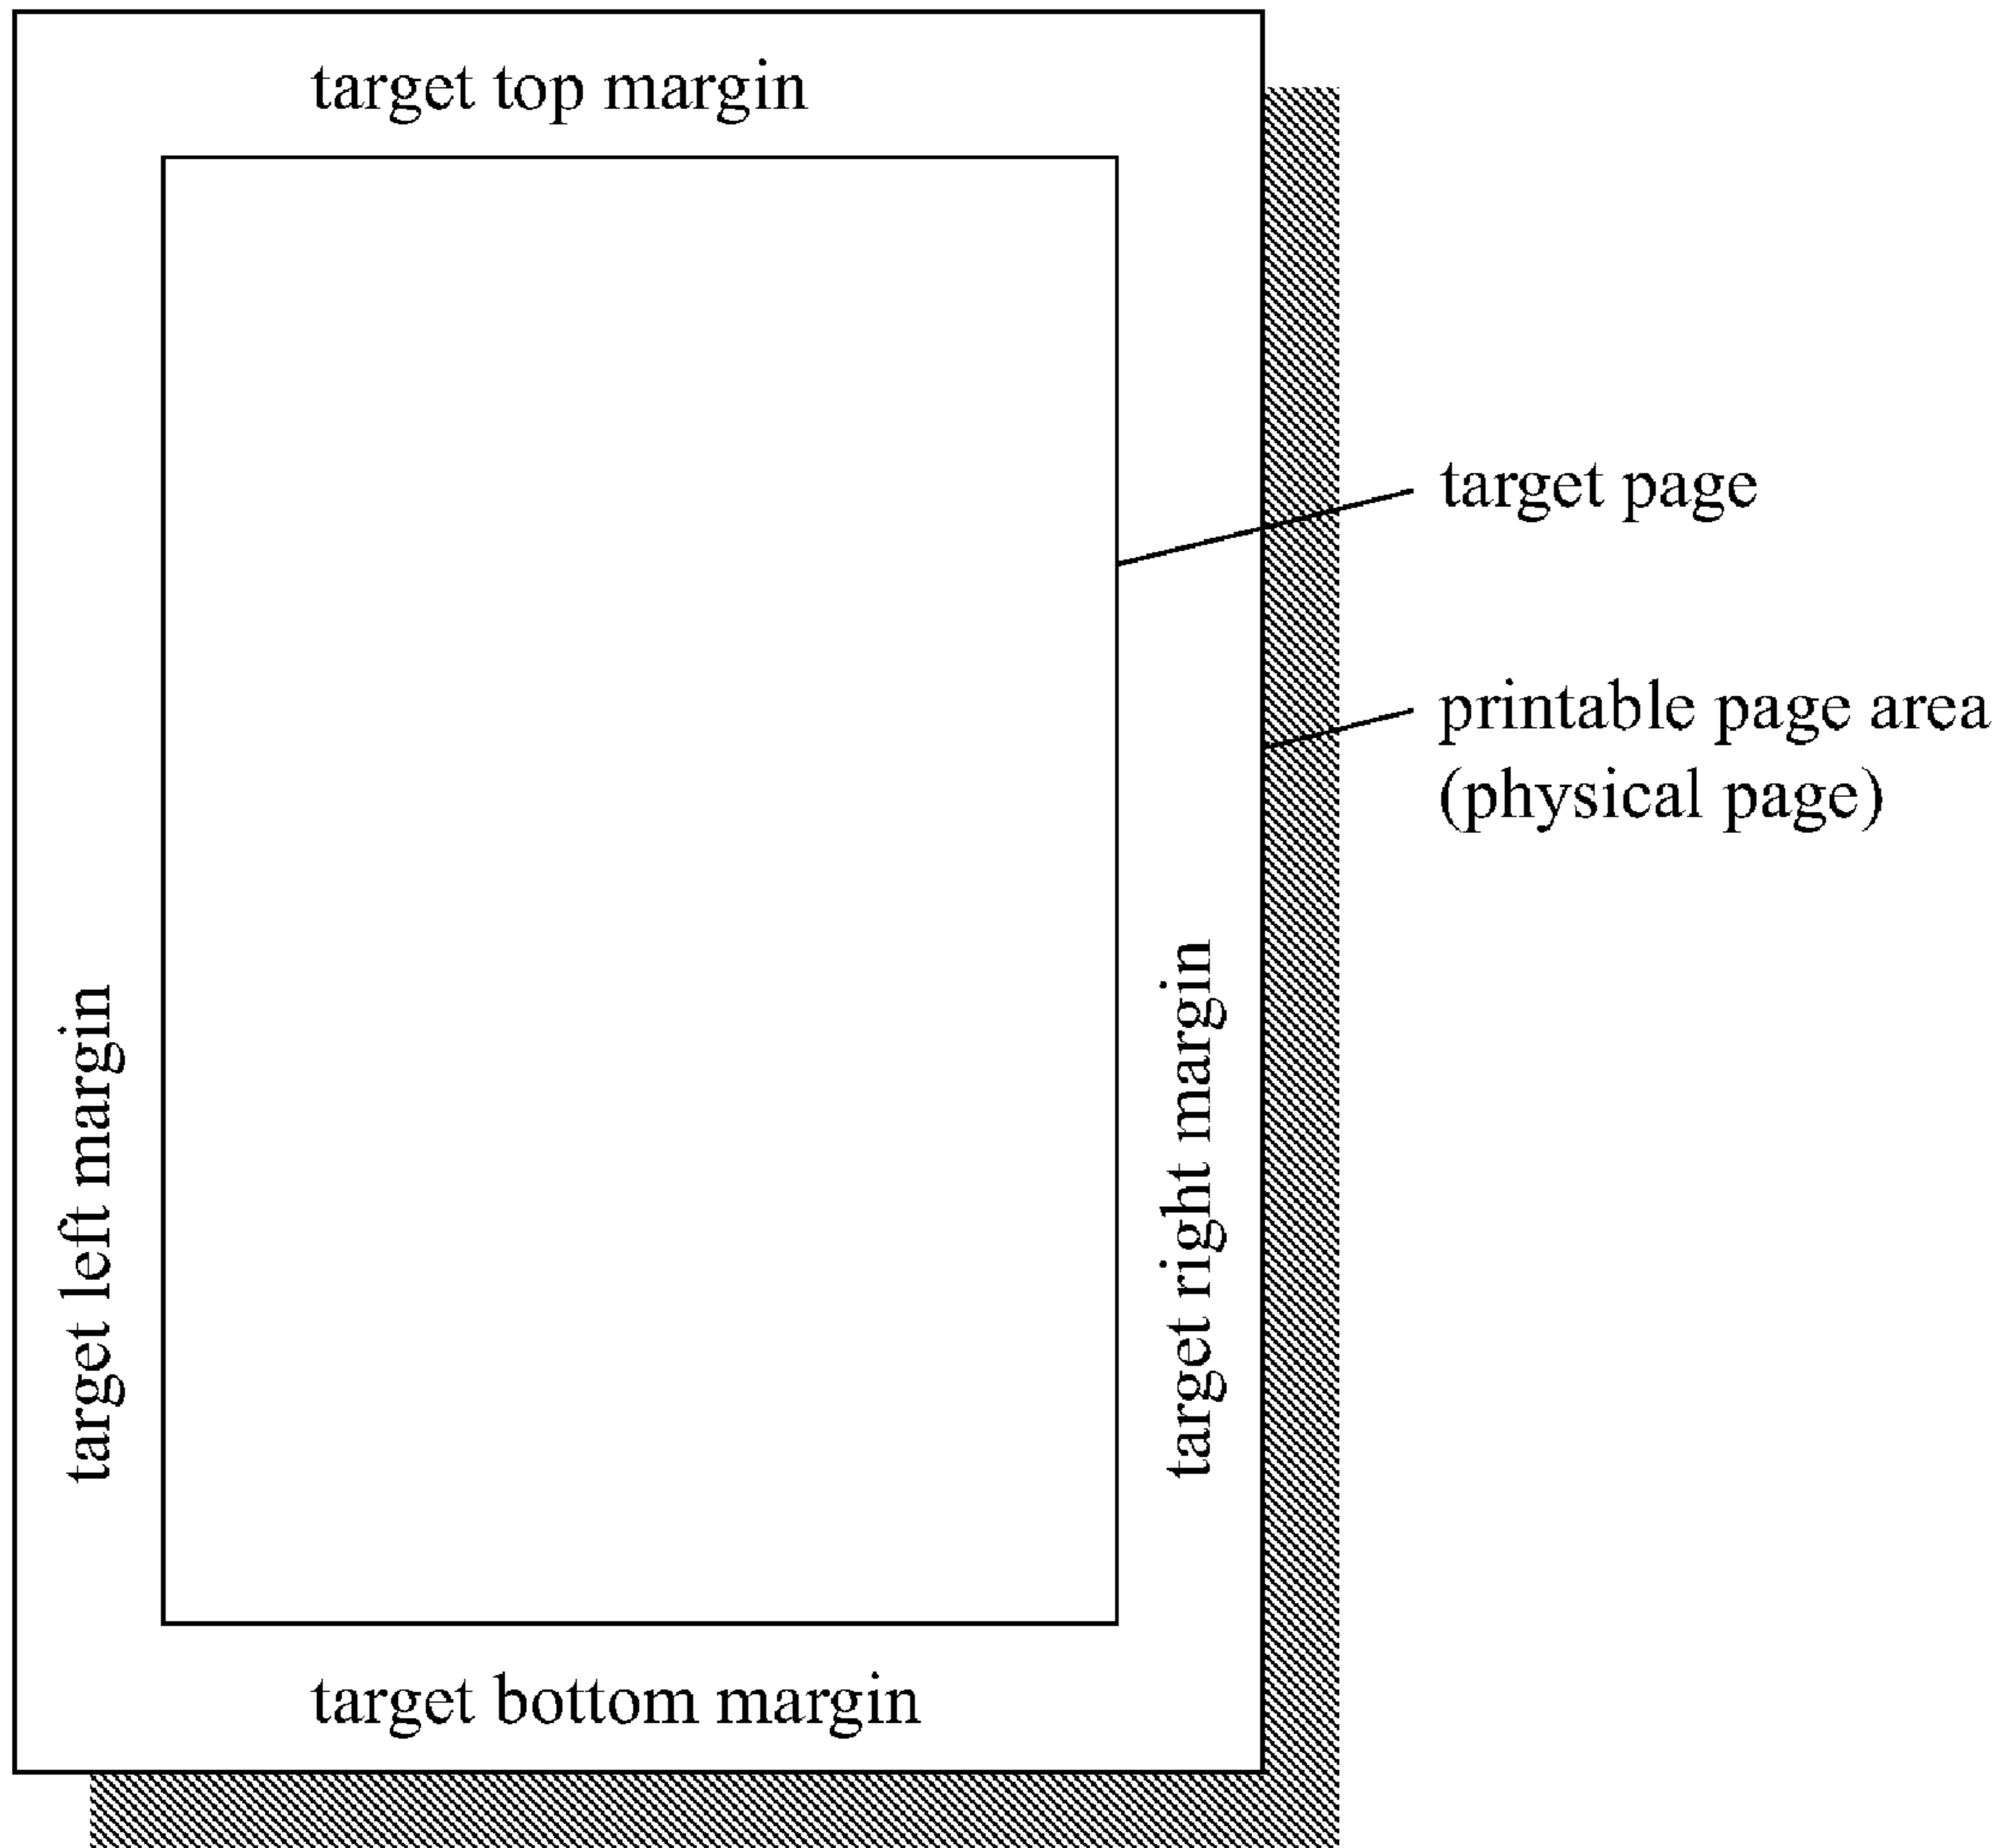 target top margin
target page
printable page area
(physical page)
target left margin
target right margin
target bottom margin